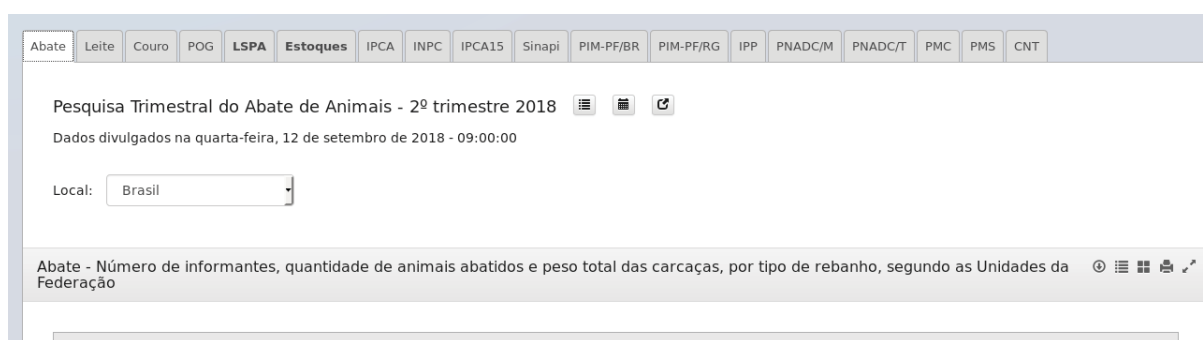 Abate Leite Couro POG LSPA Estoques IPCA INPC IPCA15 Sinapi PIM-PF/BR PIM-PF/RG IPP PNADC/M PNADC/T PMC PMS CNT
Pesquisa Trimestral do Abate de Animais - 2º trimestre 2018
Dados divulgados na quarta-feira, 12 de setembro de 2018 - 09:00:00
Local: Brasil
Abate - Número de informantes, quantidade de animais abatidos e peso total das carcaças, por tipo de rebanho, segundo as Unidades da
Federação